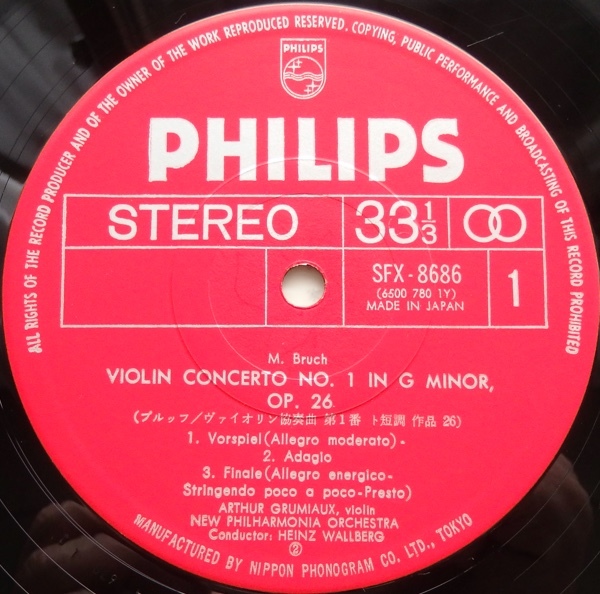 ALL RIGHTS OF THE RECORD PRODUCER AND OF THE OWNER OF THE WORK REPRODUCED RESERVED. COPYING, PUBLIC PERFORMANCE AND BROADCASTING OF THIS RECORD PROHIBITED
PHILIPS
PHILIPS
STEREO 33 1/3
SFX-8686 1
(6500 780 1Y)
MADE IN JAPAN
M. Bruch
VIOLIN CONCERTO NO. 1 IN G MINOR,
OP. 26
(ブルッフ/ヴァイオリン協奏曲 第1番 ト短調 作品 26)
1. Vorspiel (Allegro moderato) -
2. Adagio
3. Finale (Allegro energico-
Stringendo poco a poco-Presto)
ARTHUR GRUMIAUX, violin
NEW PHILHARMONIA ORCHESTRA
Conductor: HEINZ WALLBERG
②
MANUFACTURED BY NIPPON PHONOGRAM CO. LTD., TOKYO